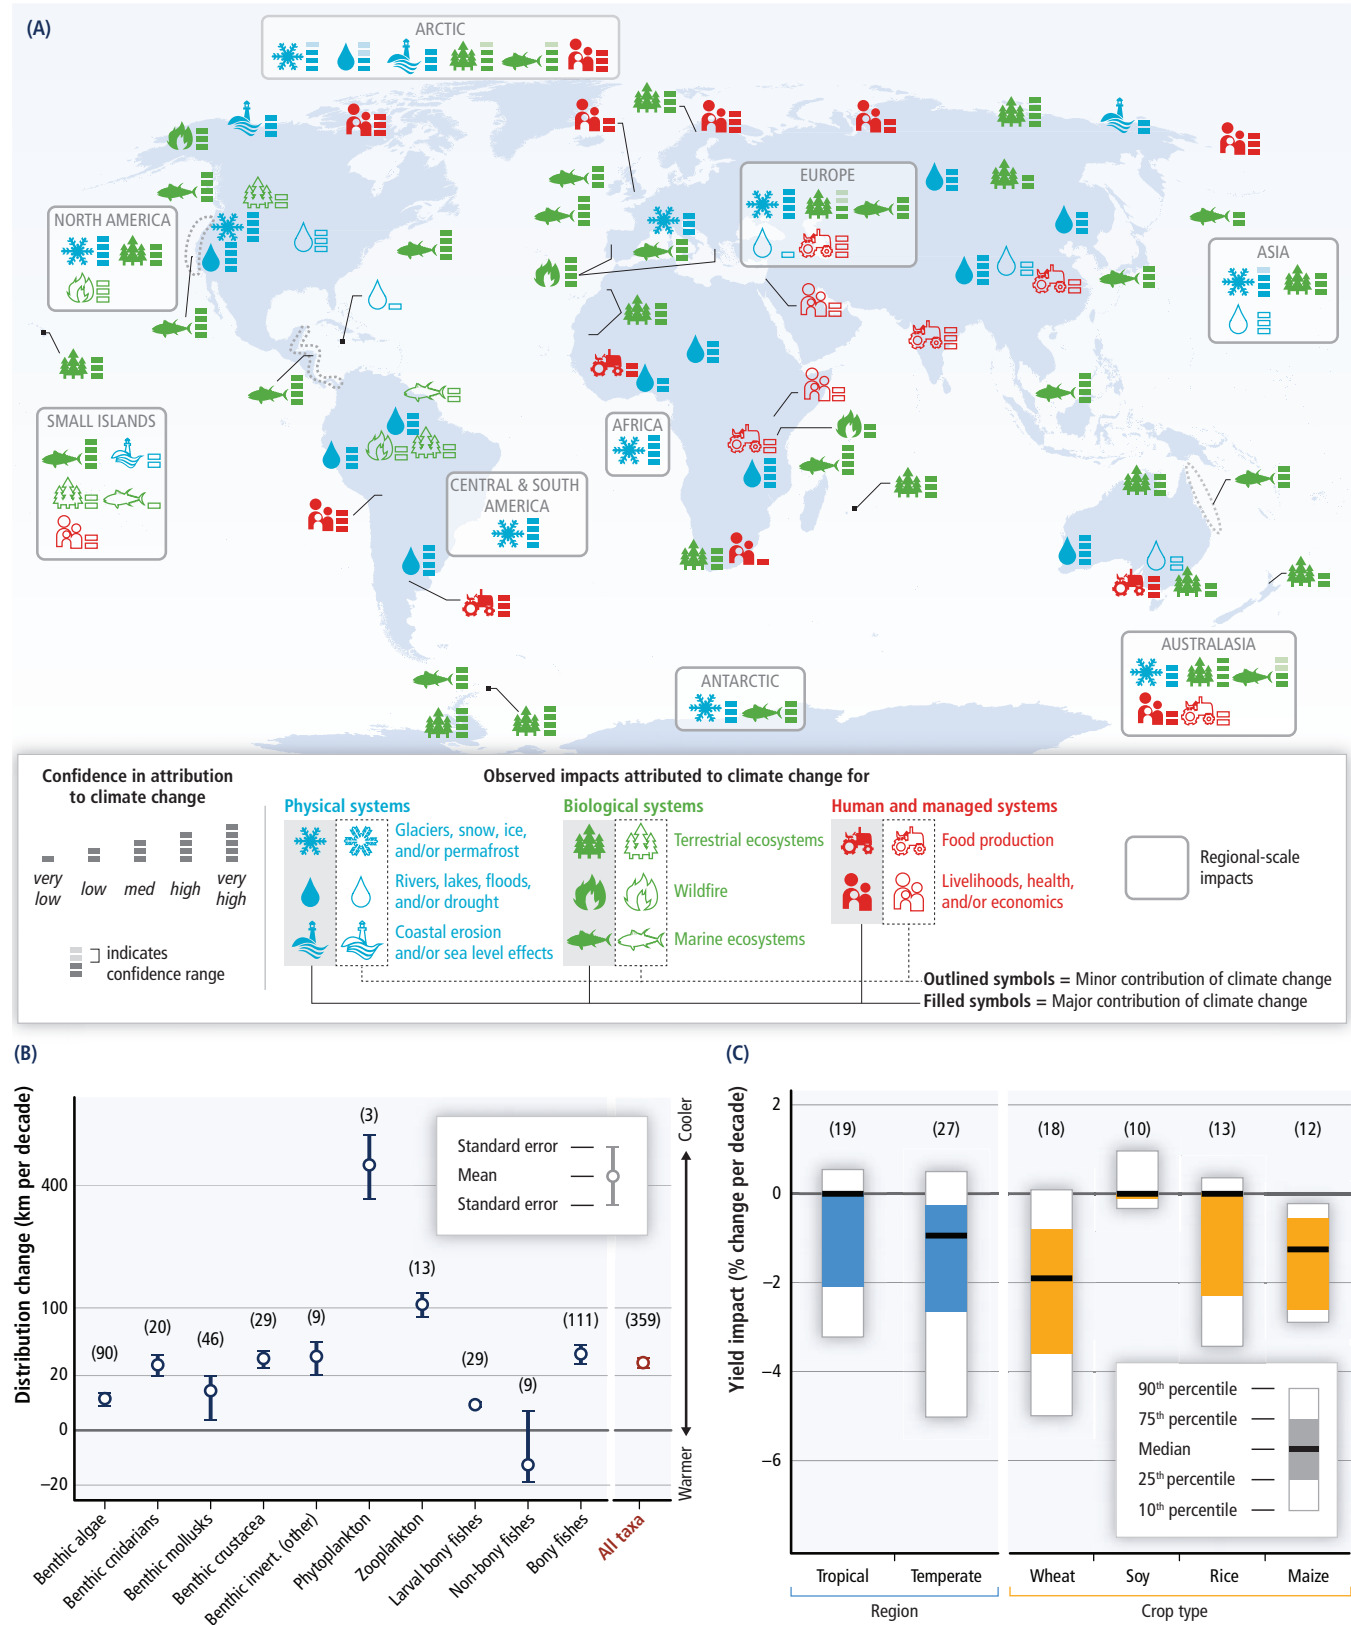 (A)
ARCTIC
EUROPE
NORTH AMERICA
ASIA
SMALL ISLANDS
AFRICA
CENTRAL & SOUTH
AMERICA
AUSTRALASIA
ANTARCTIC
Confidence in attribution
to climate change
very
low
low
med
high
very
high
indicates
confidence range
Observed impacts attributed to climate change for
Physical systems
Glaciers, snow, ice,
and/or permafrost
Rivers, lakes, floods,
and/or drought
Coastal erosion
and/or sea level effects
Biological systems
Terrestrial ecosystems
Wildfire
Marine ecosystems
Human and managed systems
Food production
Livelihoods, health,
and/or economics
Regional-scale
impacts
Outlined symbols = Minor contribution of climate change
Filled symbols = Major contribution of climate change
(B)
Distribution change (km per decade)
400
100
20
0
−20
(90)
(20)
(46)
(29)
(9)
(3)
(13)
(29)
(9)
(111)
(359)
Standard error
Mean
Standard error
Cooler
Warmer
Benthic algae
Benthic cnidarians
Benthic mollusks
Benthic crustacea
Benthic invert. (other)
Phytoplankton
Zooplankton
Larval bony fishes
Non-bony fishes
Bony fishes
All taxa
(C)
Yield impact (% change per decade)
2
0
−2
−4
−6
(19)
(27)
(18)
(10)
(13)
(12)
90th percentile
75th percentile
Median
25th percentile
10th percentile
Tropical
Temperate
Wheat
Soy
Rice
Maize
Region
Crop type